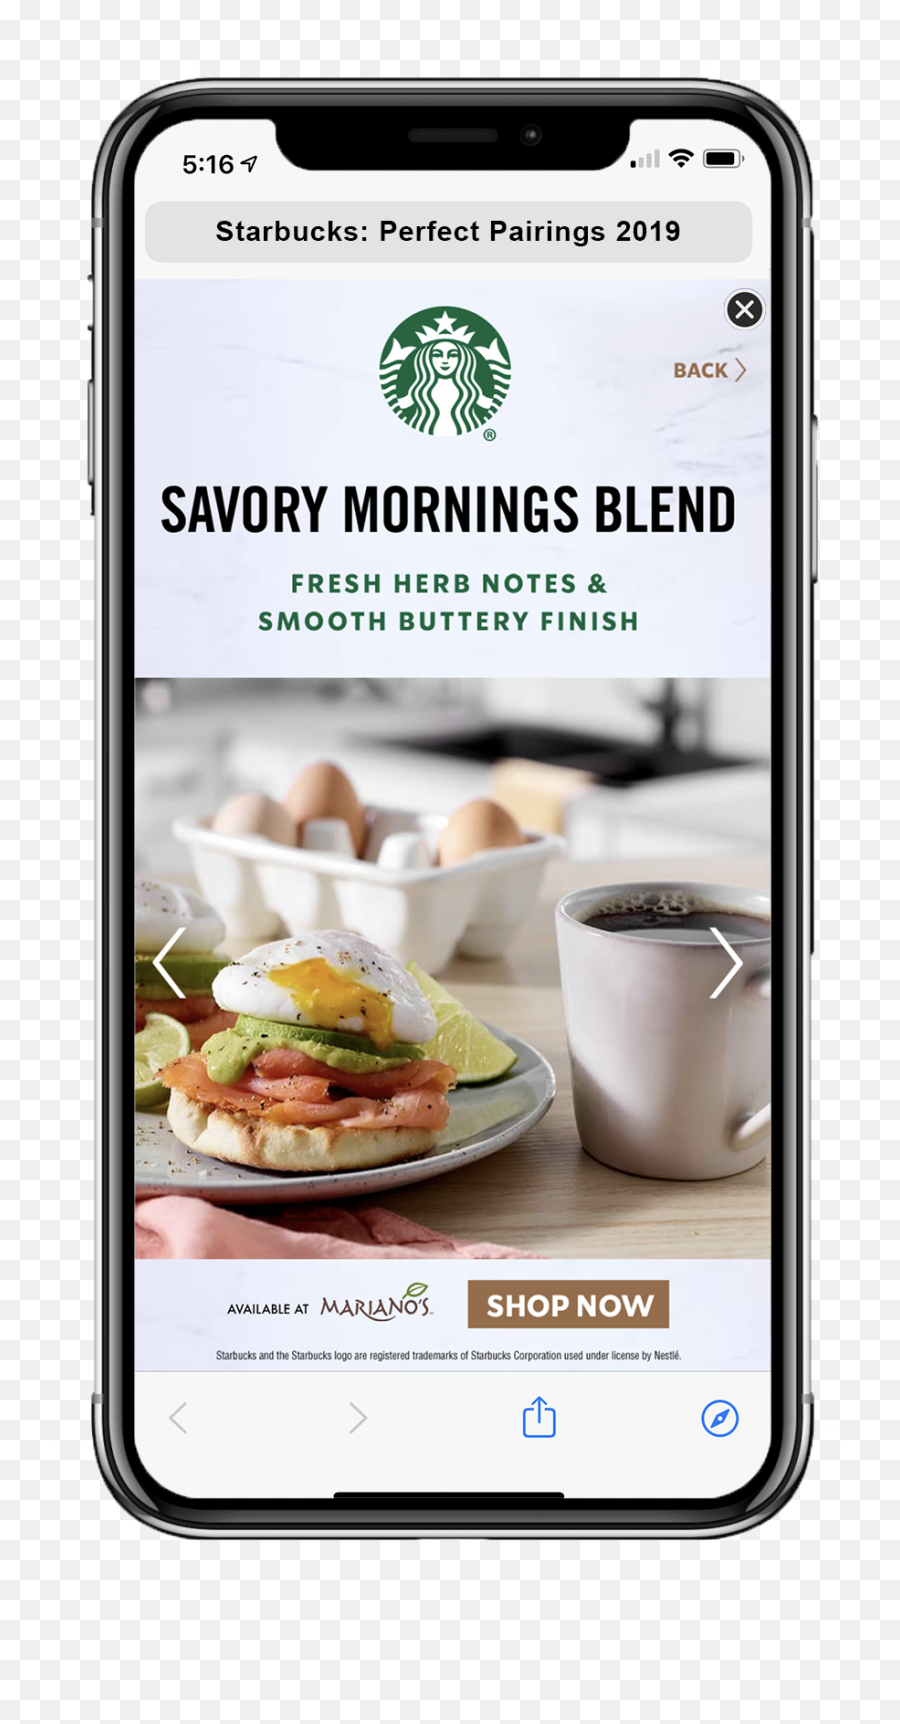 5:16
Starbucks: Perfect Pairings 2019
BACK
®
SAVORY MORNINGS BLEND
FRESH HERB NOTES &
SMOOTH BUTTERY FINISH
AVAILABLE AT MARIANO'S SHOP NOW
Starbucks and the Starbucks logo are registered trademarks of Starbucks Corporation used under license by Nestlé.